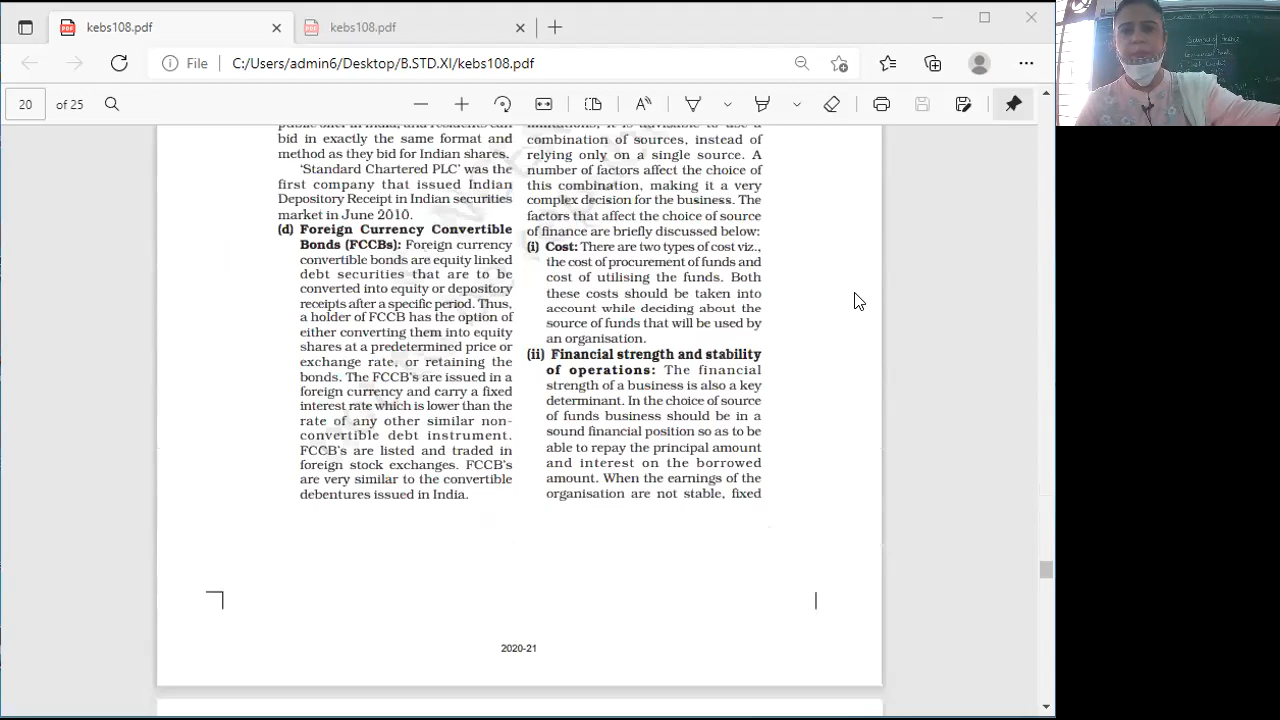 kebs108.pdf
kebs108.pdf
File
C:/Users/admin6/Desktop/B.STD.XI/kebs108.pdf
20 of 25
bid in exactly the same format and
method as they bid for Indian shares.
'Standard Chartered PLC' was the
first company that issued Indian
Depository Receipt in Indian securities
market in June 2010.
(d) Foreign Currency Convertible
Bonds (FCCBs): Foreign currency
convertible bonds are equity linked
debt securities that are to be
converted into equity or depository
receipts after a specific period. Thus,
a holder of FCCB has the option of
either converting them into equity
shares at a predetermined price or
exchange rate, or retaining the
bonds. The FCCB's are issued in a
foreign currency and carry a fixed
interest rate which is lower than the
rate of any other similar non-
convertible debt instrument.
FCCB's are listed and traded in
foreign stock exchanges. FCCB's
are very similar to the convertible
debentures issued in India.
limitations, it is advisable to use a
combination of sources, instead of
relying only on a single source. A
number of factors affect the choice of
this combination, making it a very
complex decision for the business. The
factors that affect the choice of source
of finance are briefly discussed below:
(i) Cost: There are two types of cost viz.,
the cost of procurement of funds and
cost of utilising the funds. Both
these costs should be taken into
account while deciding about the
source of funds that will be used by
an organisation.
(ii) Financial strength and stability
of operations: The financial
strength of a business is also a key
determinant. In the choice of source
of funds business should be in a
sound financial position so as to be
able to repay the principal amount
and interest on the borrowed
amount. When the earnings of the
organisation are not stable, fixed
2020-21